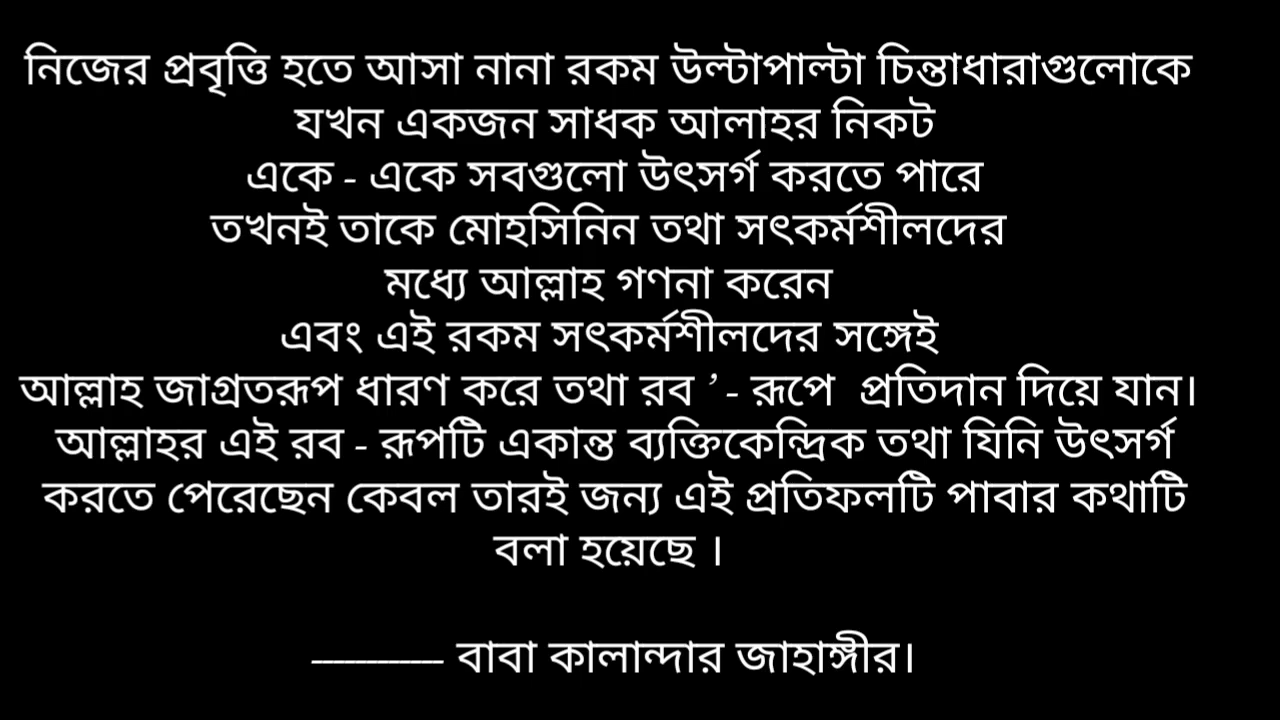 নিজের প্রবৃত্তি হতে আসা নানা রকম উল্টাপাল্টা চিন্তাধারাগুলোকে
যখন একজন সাধক আলাহর নিকট
একে - একে সবগুলো উৎসর্গ করতে পারে
তখনই তাকে মোহসিনিন তথা সৎকর্মশীলদের
মধ্যে আল্লাহ গণনা করেন
এবং এই রকম সৎকর্মশীলদের সঙ্গেই
আল্লাহ জাগ্রতরূপ ধারণ করে তথা রব ’ - রূপে প্রতিদান দিয়ে যান।
আল্লাহর এই রব - রূপটি একান্ত ব্যক্তিকেন্দ্রিক তথা যিনি উৎসর্গ
করতে পেরেছেন কেবল তারই জন্য এই প্রতিফলটি পাবার কথাটি
বলা হয়েছে ।
———— বাবা কালান্দার জাহাঙ্গীর।